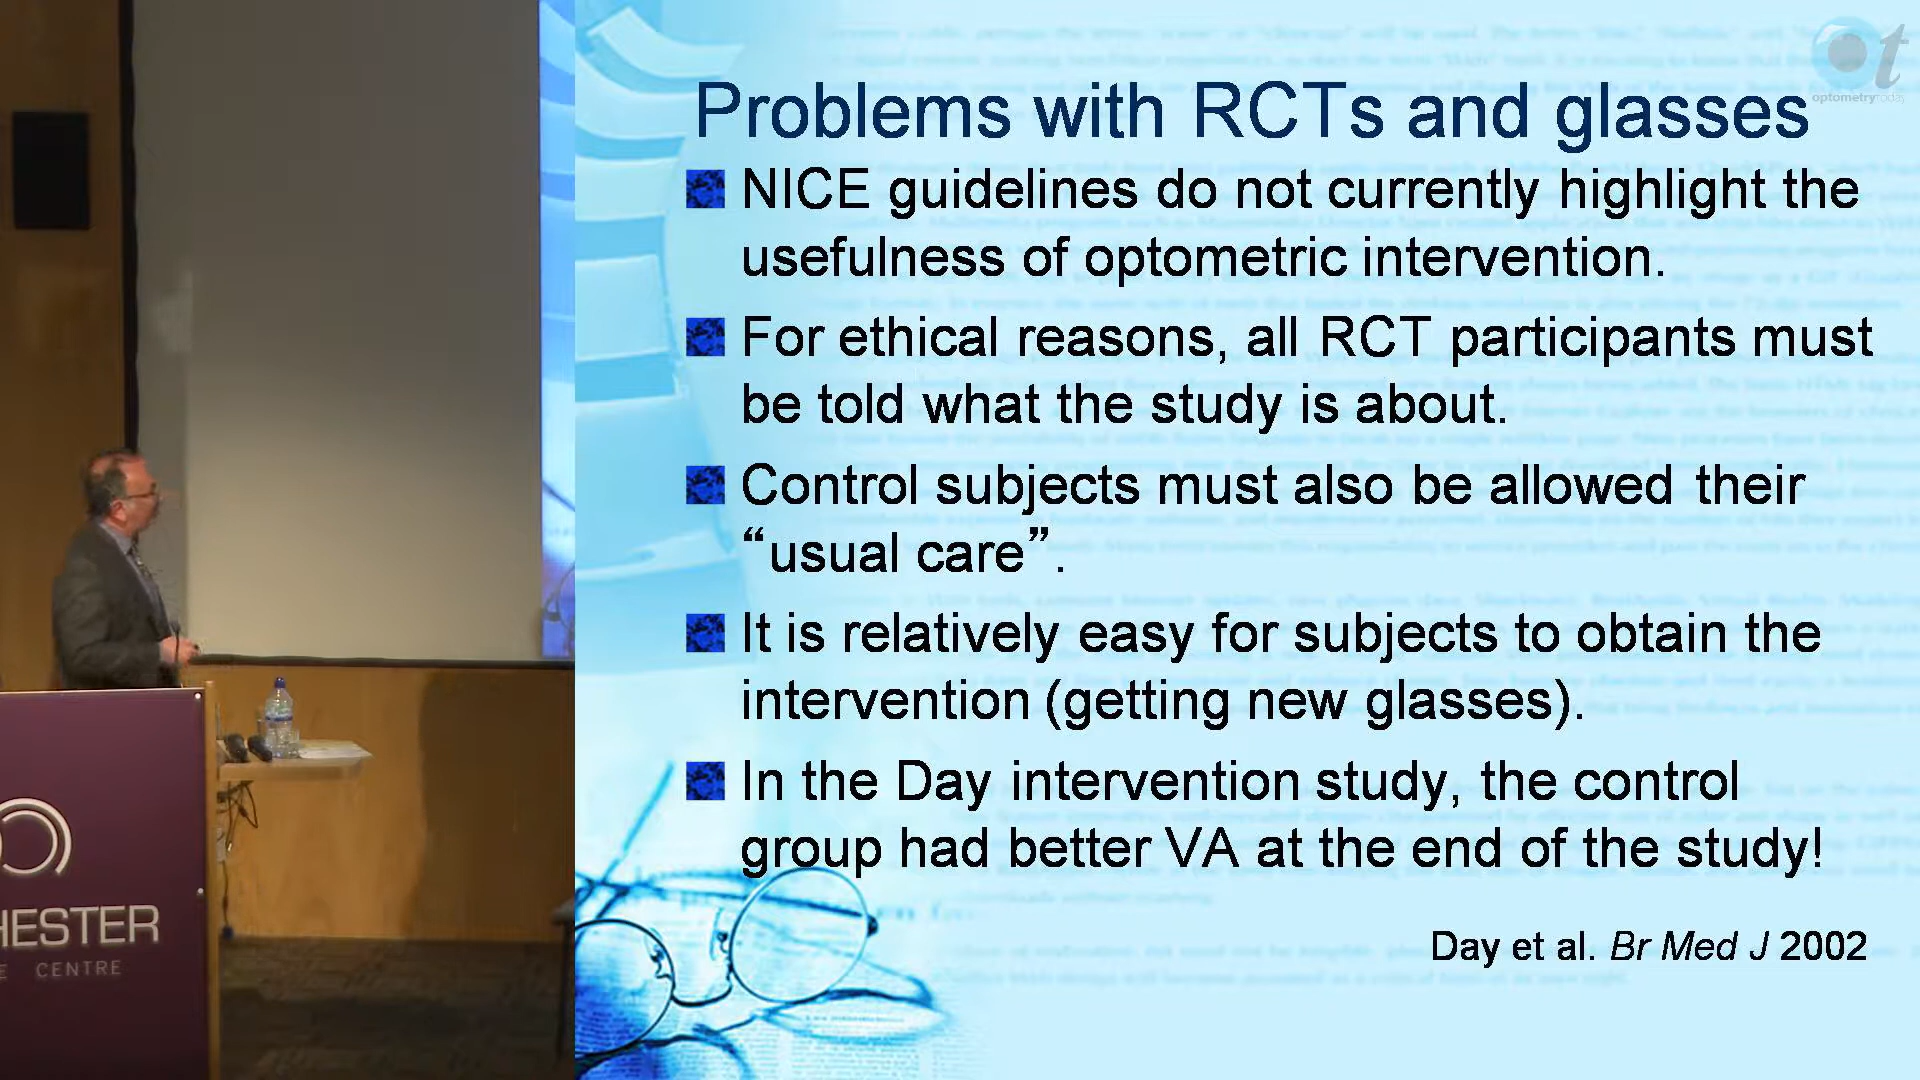 Problems with RCTs and glasses
NICE guidelines do not currently highlight the
usefulness of optometric intervention.
For ethical reasons, all RCT participants must
be told what the study is about.
Control subjects must also be allowed their
“usual care”.
It is relatively easy for subjects to obtain the
intervention (getting new glasses).
In the Day intervention study, the control
group had better VA at the end of the study!
Day et al. Br Med J 2002
ot
optometrytoday
HESTER
E CENTRE